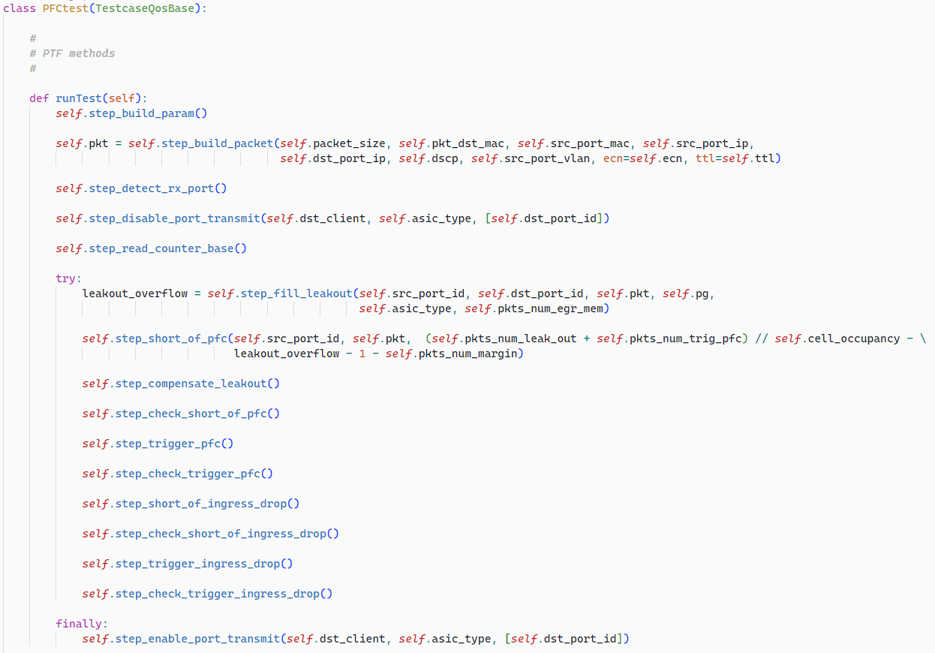 class PFCtest(TestcaseQosBase):
#
# PTF methods
#
def runTest(self):
self.step_build_param()
self.pkt = self.step_build_packet(self.packet_size, self.pkt_dst_mac, self.src_port_mac, self.src_port_ip,
self.dst_port_ip, self.dscp, self.src_port_vlan, ecn=self.ecn, ttl=self.ttl)
self.step_detect_rx_port()
self.step_disable_port_transmit(self.dst_client, self.asic_type, [self.dst_port_id])
self.step_read_counter_base()
try:
leakout_overflow = self.step_fill_leakout(self.src_port_id, self.dst_port_id, self.pkt, self.pg,
self.asic_type, self.pkts_num_egr_mem)
self.step_short_of_pfc(self.src_port_id, self.pkt,  (self.pkts_num_leak_out + self.pkts_num_trig_pfc) // self.cell_occupancy - \
leakout_overflow - 1 - self.pkts_num_margin)
self.step_compensate_leakout()
self.step_check_short_of_pfc()
self.step_trigger_pfc()
self.step_check_trigger_pfc()
self.step_short_of_ingress_drop()
self.step_check_short_of_ingress_drop()
self.step_trigger_ingress_drop()
self.step_check_trigger_ingress_drop()
finally:
self.step_enable_port_transmit(self.dst_client, self.asic_type, [self.dst_port_id])